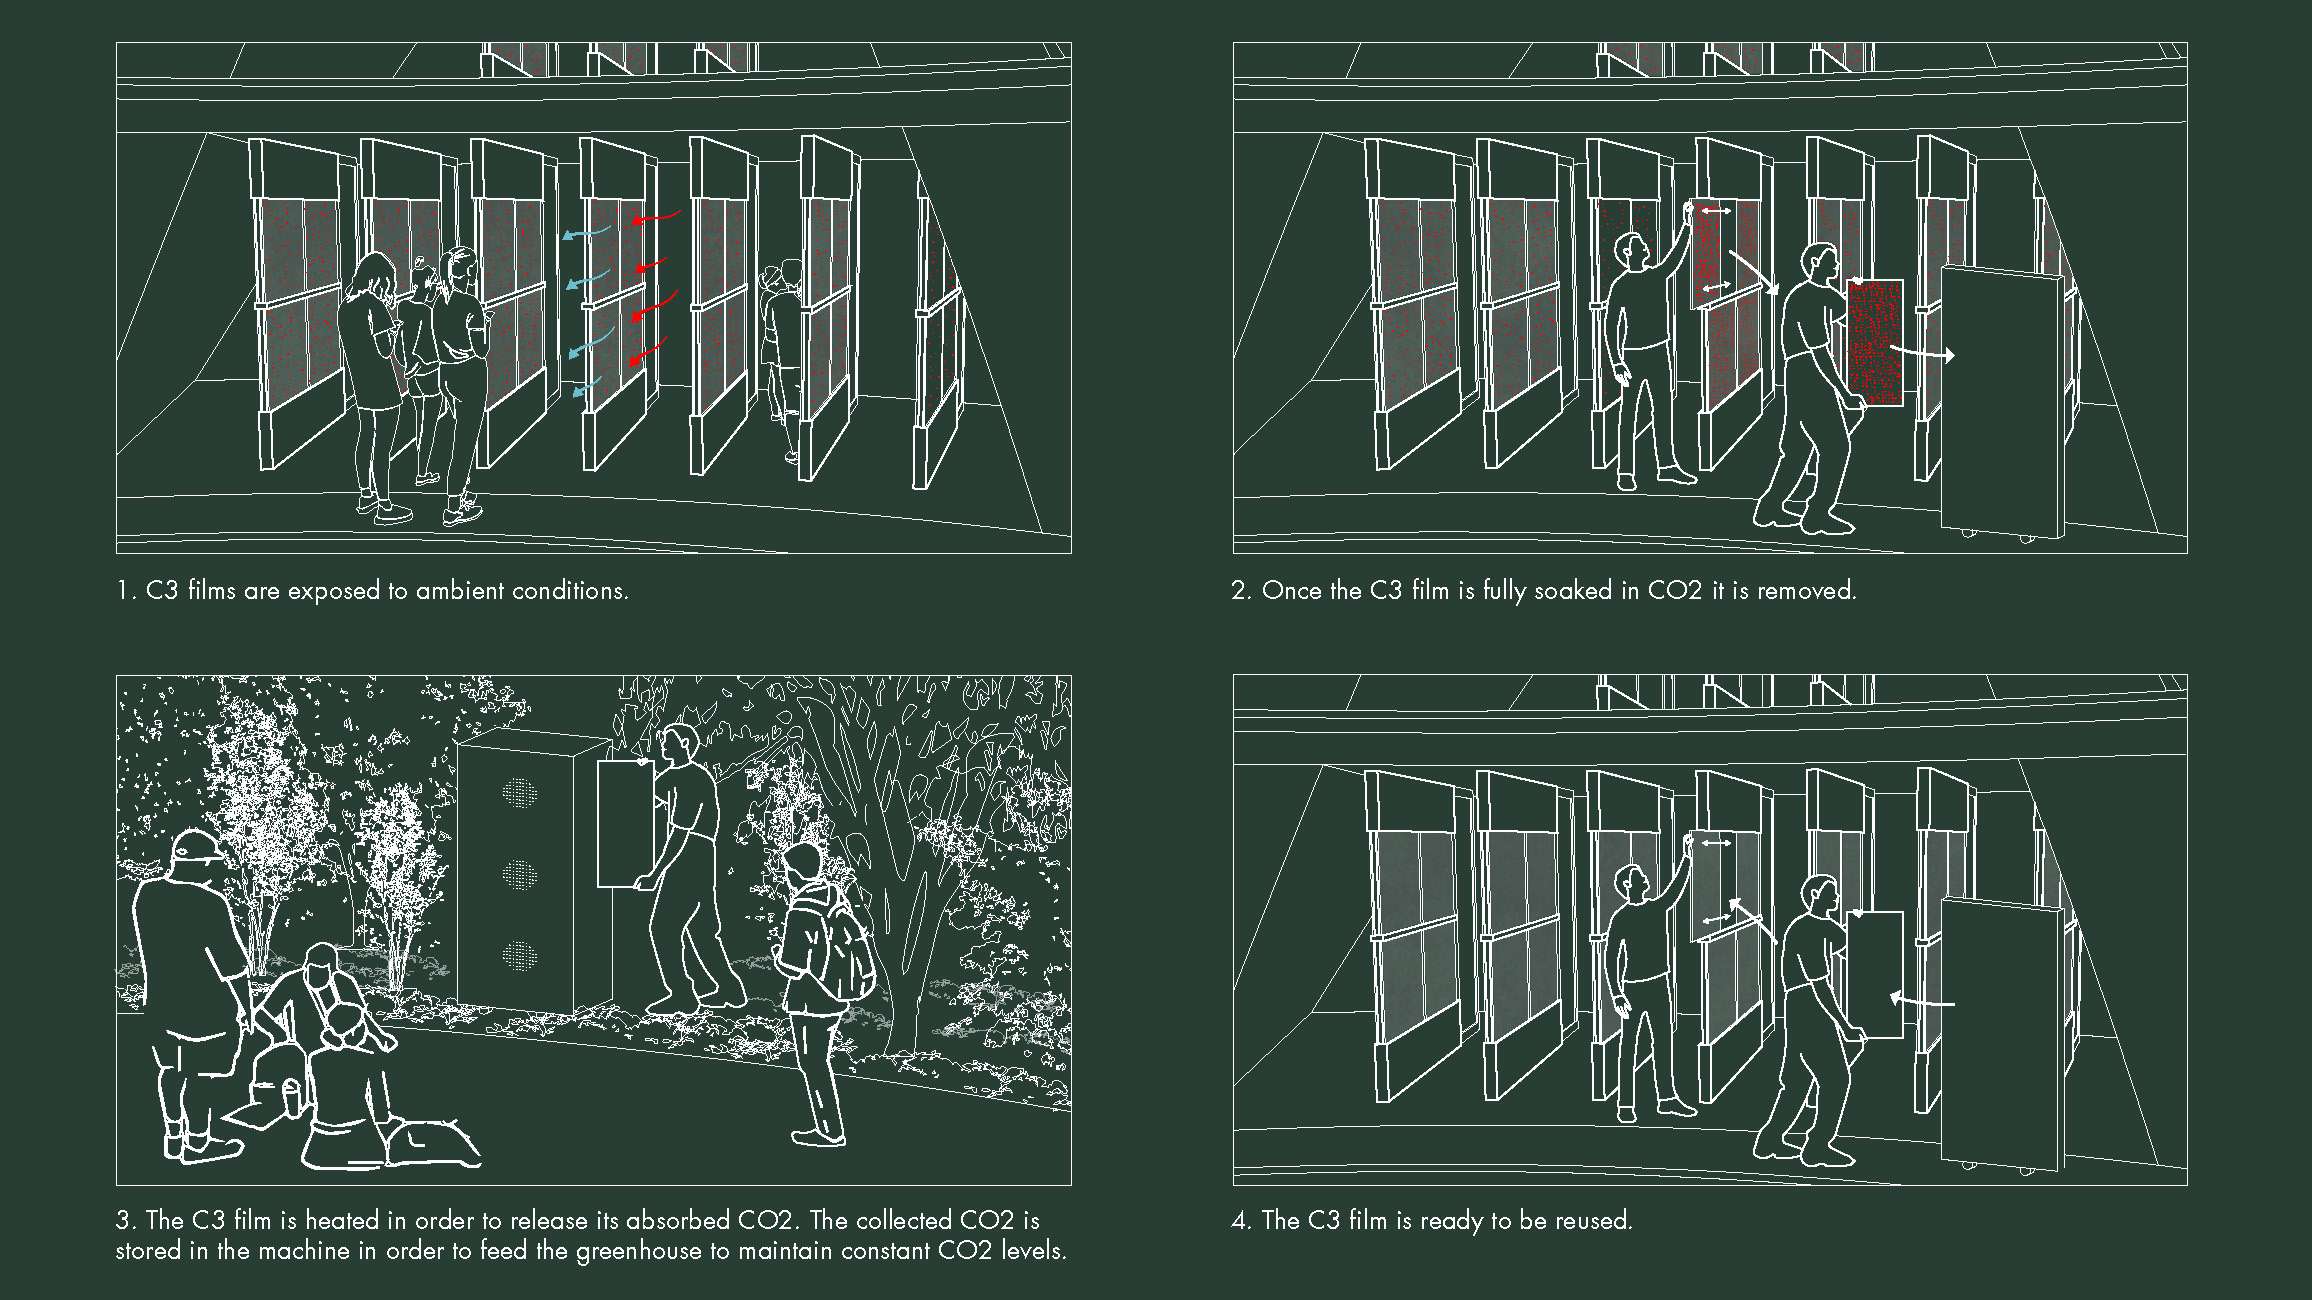 1. C3 films are exposed to ambient conditions.
2. Once the C3 film is fully soaked in CO2 it is removed.
3. The C3 film is heated in order to release its absorbed CO2. The collected CO2 is
stored in the machine in order to feed the greenhouse to maintain constant CO2 levels.
4. The C3 film is ready to be reused.